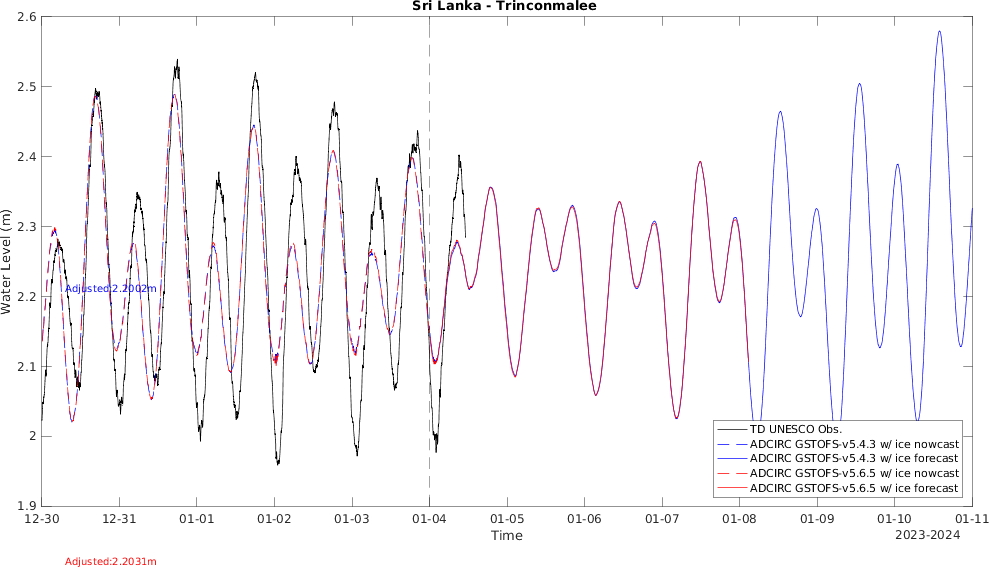 Sri Lanka - Trinconmalee
2.6
2.5
2.4
2.3
2.2
2.1
2
1.9
Water Level (m)
Adjusted:2.2002m
TD UNESCO Obs.
ADCIRC GSTOFS-v5.4.3 w/ ice nowcast
ADCIRC GSTOFS-v5.4.3 w/ ice forecast
ADCIRC GSTOFS-v5.6.5 w/ ice nowcast
ADCIRC GSTOFS-v5.6.5 w/ ice forecast
12-30 12-31 01-01 01-02 01-03 01-04 01-05 01-06 01-07 01-08 01-09 01-10 01-11
Time
2023-2024
Adjusted:2.2031m